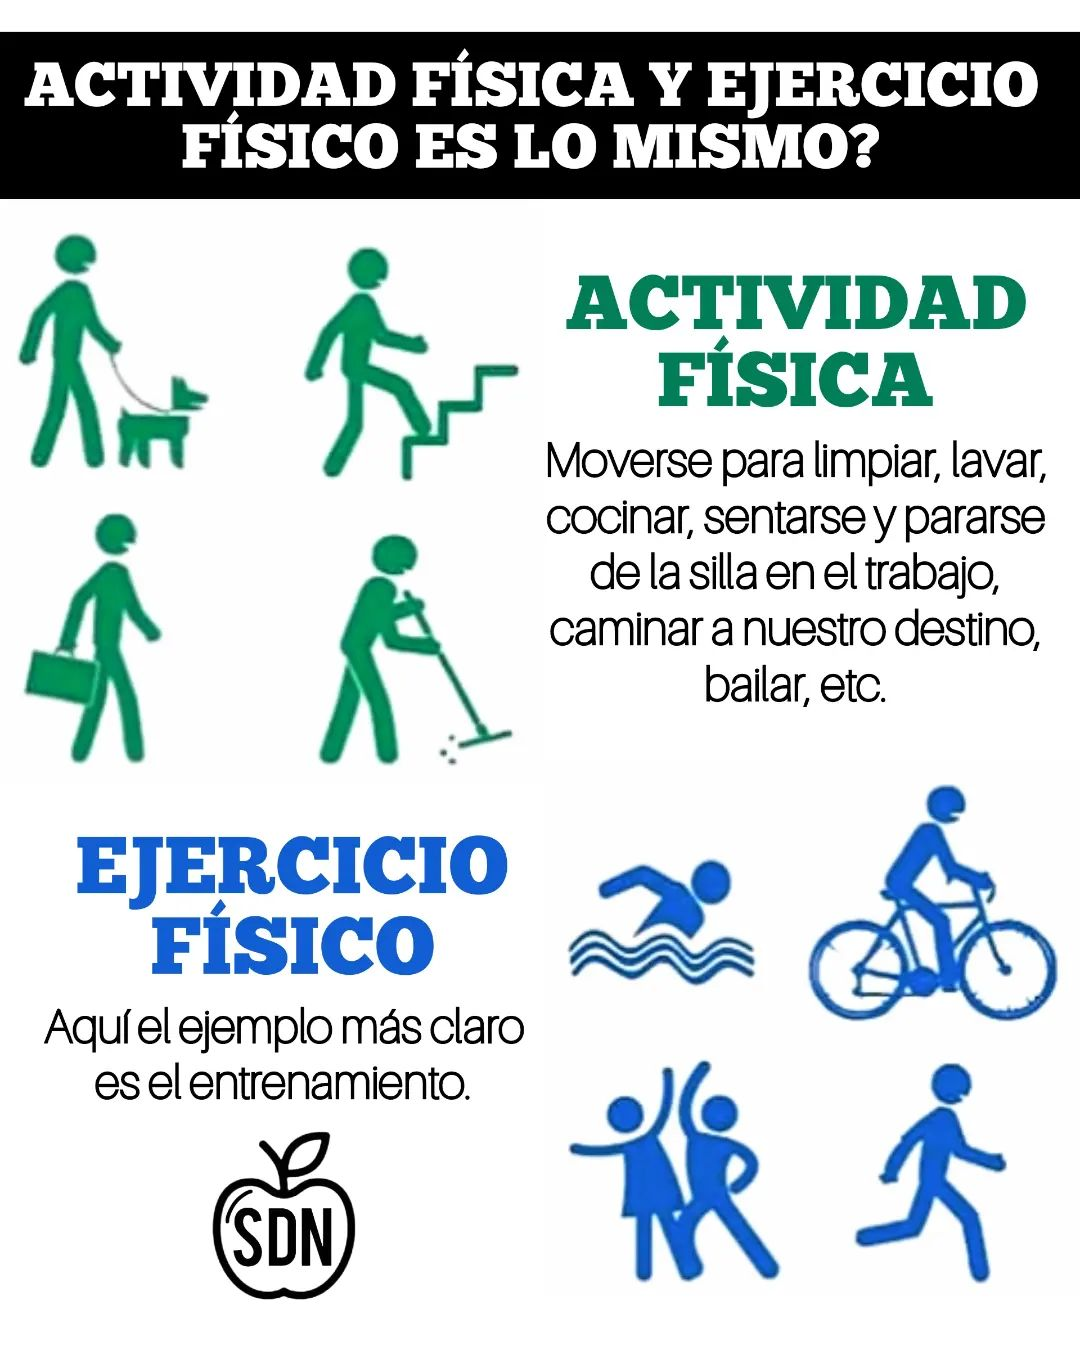 ACTIVIDAD FÍSICA Y EJERCICIO
FÍSICO ES LO MISMO?
ACTIVIDAD
FÍSICA
Moverse para limpiar, lavar,
cocinar, sentarse y pararse
de la silla en el trabajo,
caminar a nuestro destino,
bailar, etc.
EJERCICIO
FÍSICO
Aquí el ejemplo más claro
es el entrenamiento.
SDN